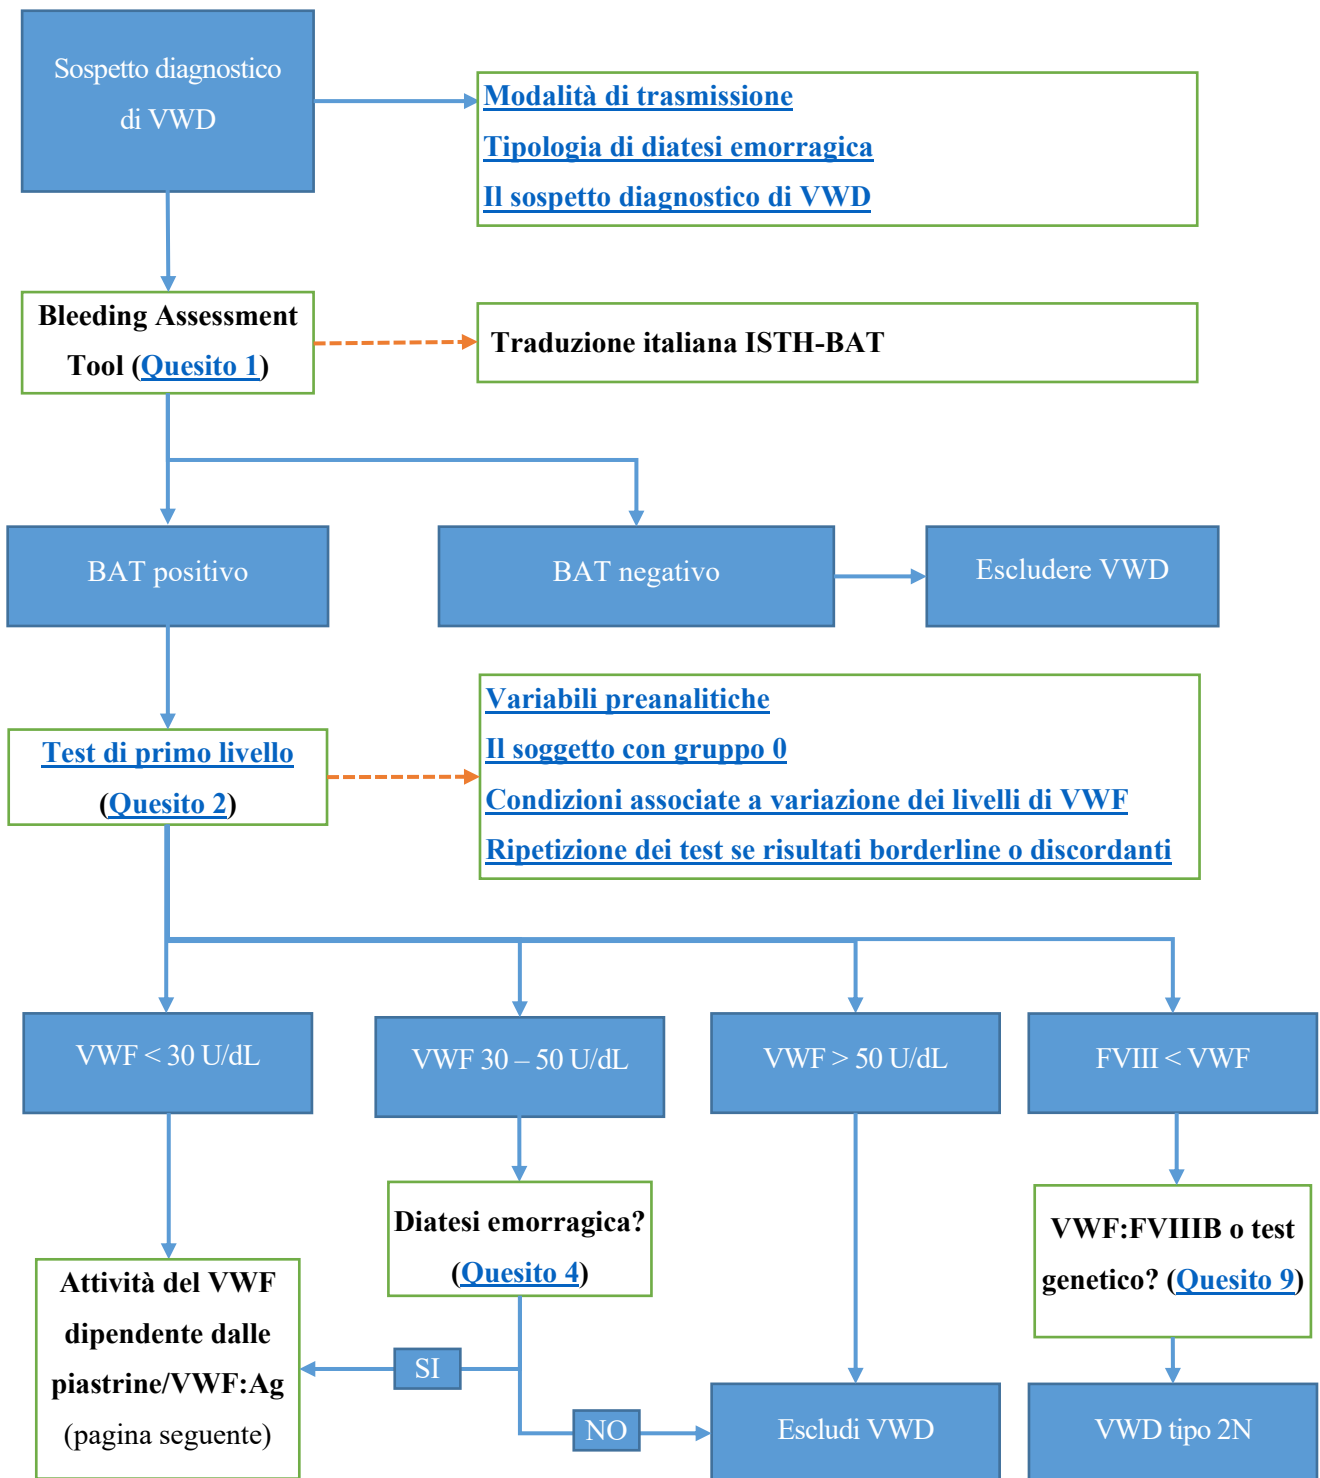 Sospetto diagnostico
di VWD
Modalità di trasmissione
Tipologia di diatesi emorragica
Il sospetto diagnostico di VWD
Bleeding Assessment
Tool (Quesito 1)
Traduzione italiana ISTH-BAT
BAT positivo
BAT negativo
Escludere VWD
Test di primo livello
(Quesito 2)
Variabili preanalitiche
Il soggetto con gruppo 0
Condizioni associate a variazione dei livelli di VWF
Ripetizione dei test se risultati borderline o discordanti
VWF < 30 U/dL
VWF 30 – 50 U/dL
VWF > 50 U/dL
FVIII < VWF
Diatesi emorragica?
(Quesito 4)
VWF:FVIIIB o test
genetico? (Quesito 9)
Attività del VWF
dipendente dalle
piastrine/VWF:Ag
(pagina seguente)
SI
NO
Escludi VWD
VWD tipo 2N